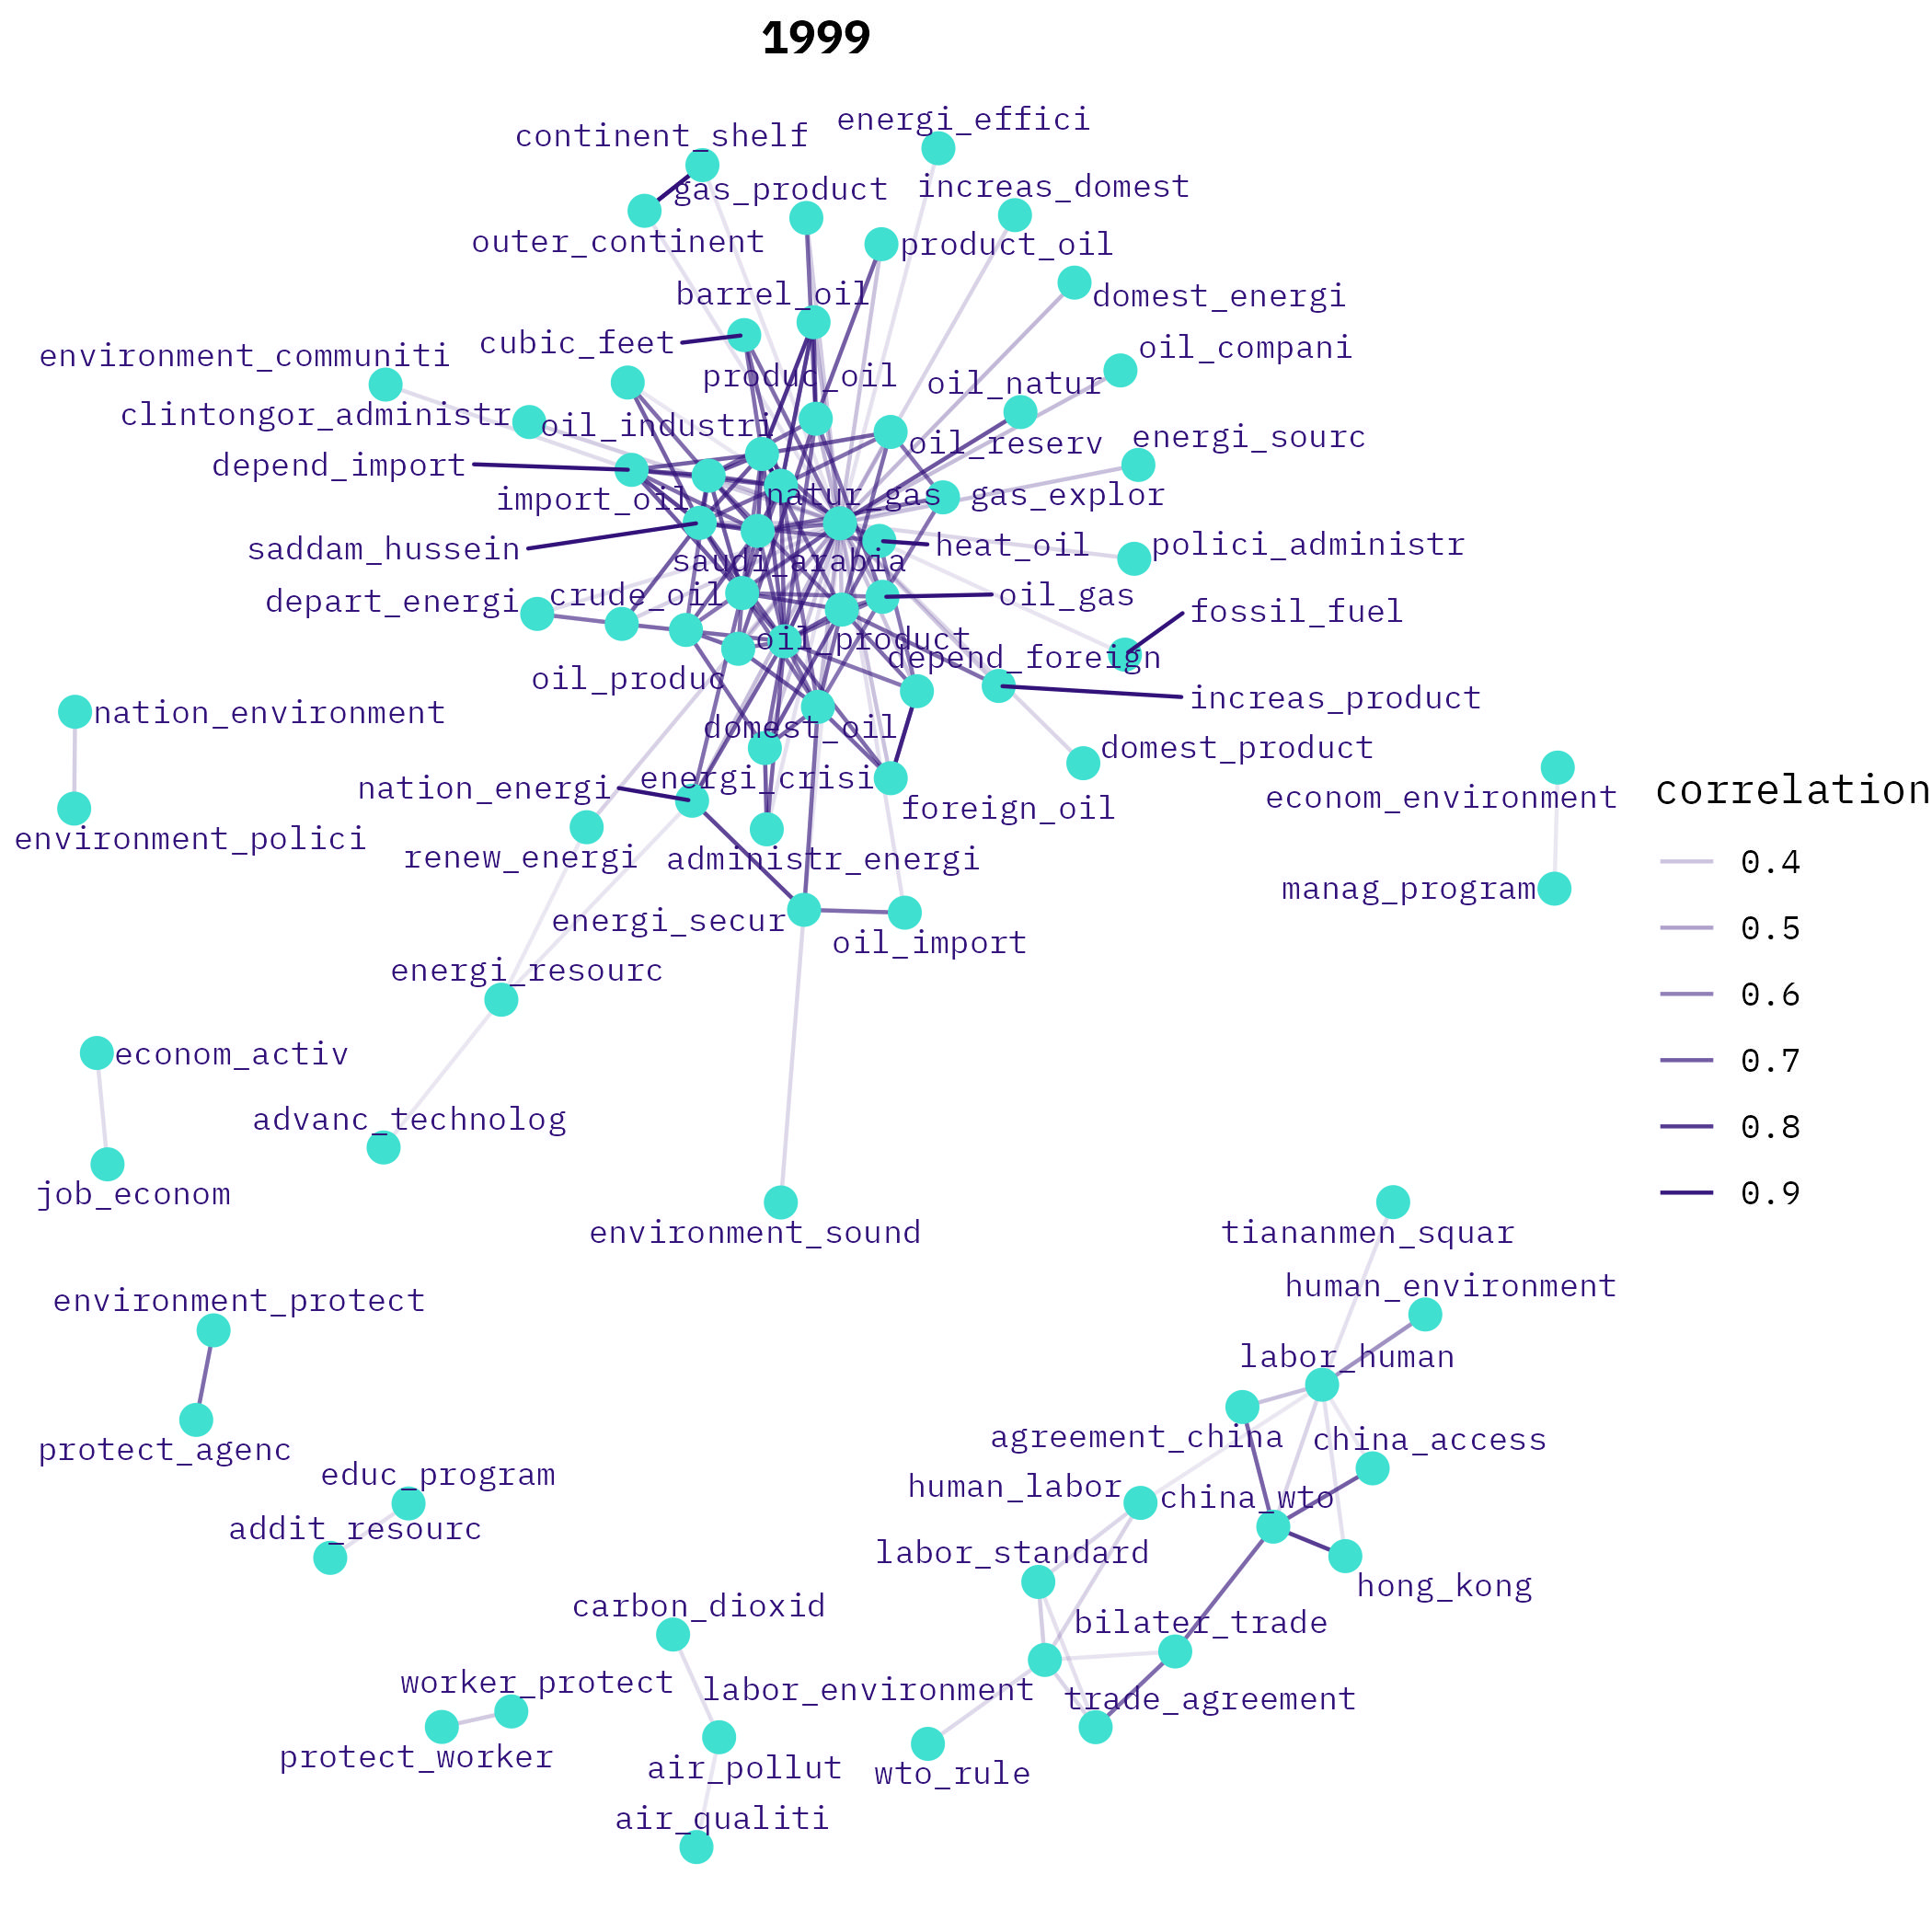 1999
energi_effici
continent_shelf
gas_product
increas_domest
outer_continent
product_oil
barrel_oil
domest_energi
cubic_feet
oil_compani
environment_communiti
produc_oil
oil_natur
clintongor_administr
oil_industri
oil_reserv
energi_sourc
depend_import
import_oil
natur_gas
gas_explor
saddam_hussein
heat_oil
polici_administr
saudi_arabia
depart_energi
crude_oil
oil_gas
fossil_fuel
oil_product
depend_foreign
oil_produc
increas_product
nation_environment
domest_oil
domest_product
nation_energi
energi_crisi
foreign_oil
econom_environment
environment_polici
renew_energi
administr_energi
manag_program
energi_secur
oil_import
energi_resourc
econom_activ
advanc_technolog
job_econom
environment_sound
tiananmen_squar
human_environment
environment_protect
labor_human
protect_agenc
agreement_china
china_access
educ_program
human_labor
china_wto
addit_resourc
labor_standard
hong_kong
carbon_dioxid
bilater_trade
worker_protect
labor_environment
trade_agreement
protect_worker
air_pollut
wto_rule
air_qualiti
correlation
0.4
0.5
0.6
0.7
0.8
0.9